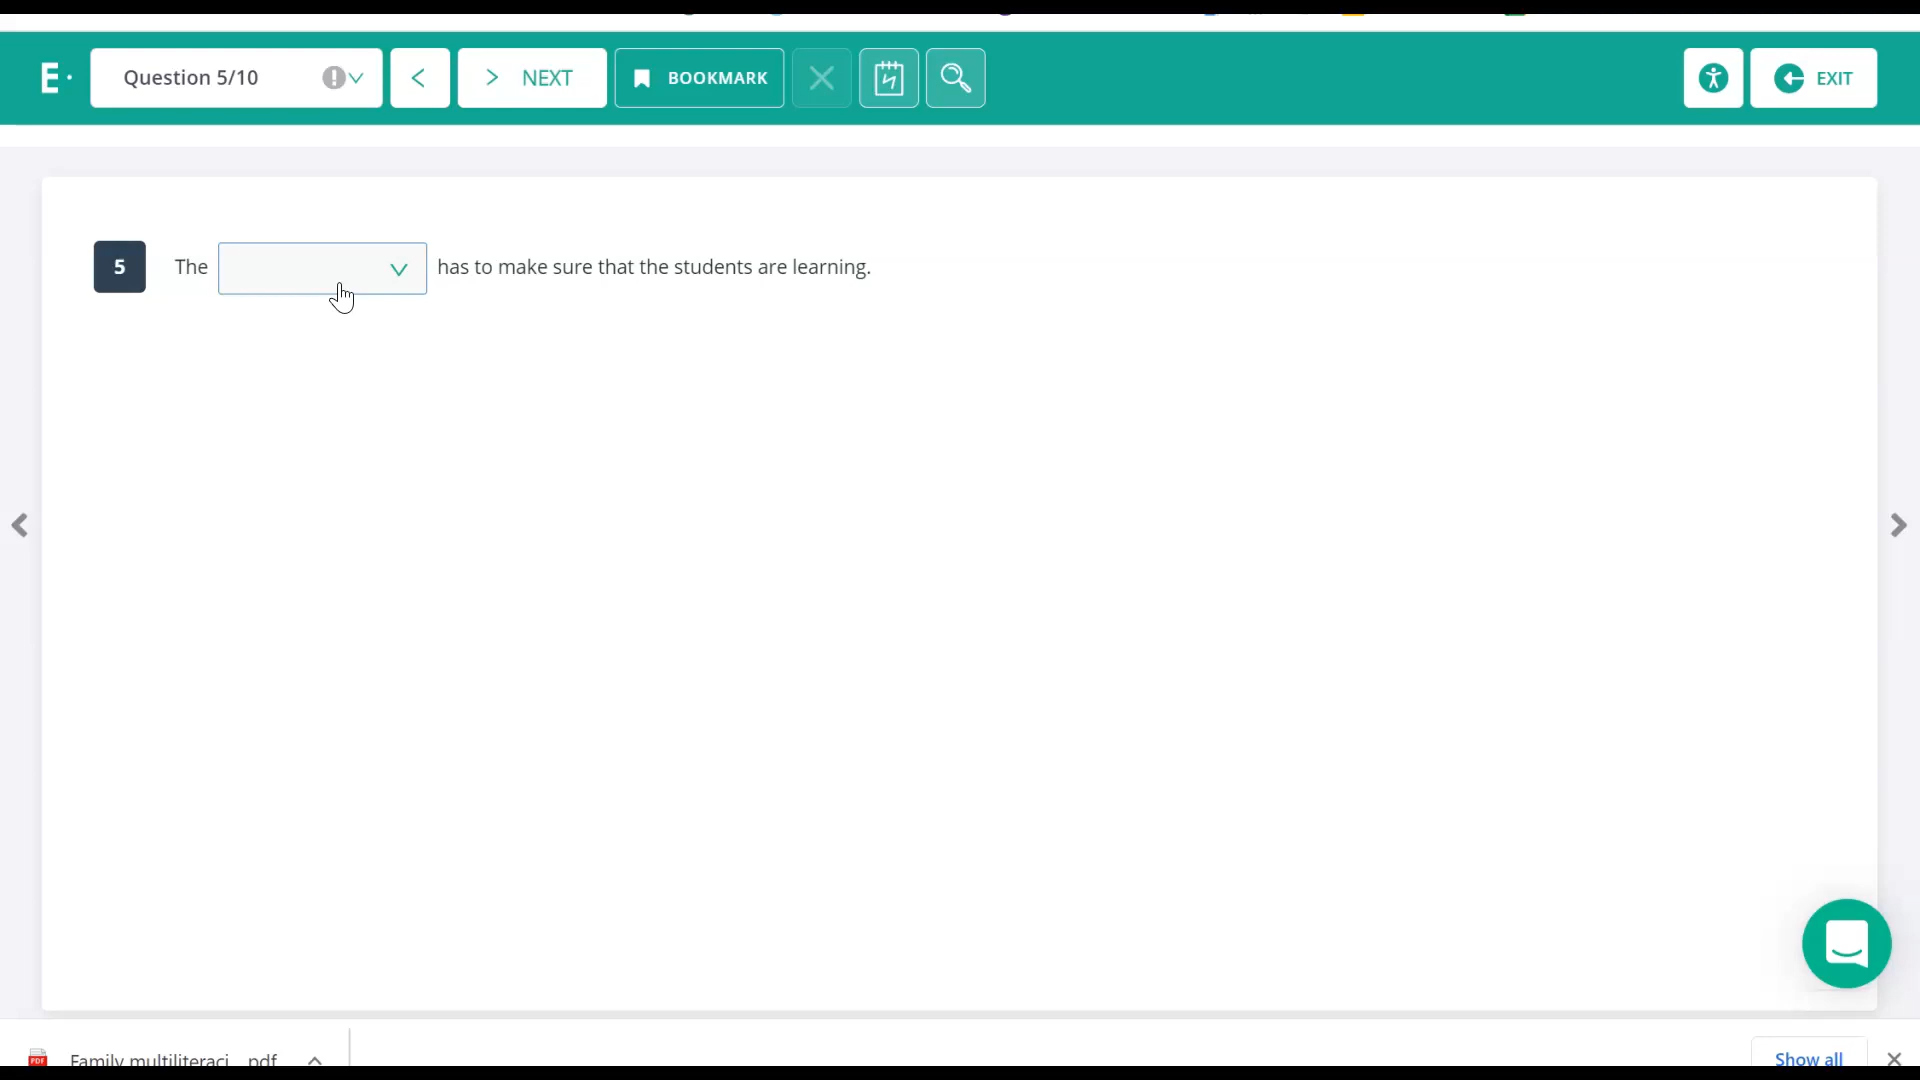 E·
Question 5/10
NEXT
BOOKMARK
EXIT
5
The has to make sure that the students are learning.
PDF
Family multiliteraci....pdf
Show all